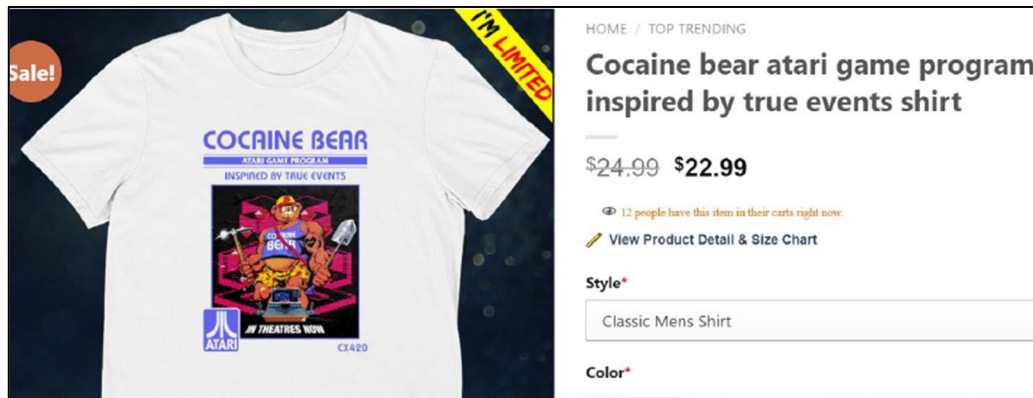 Sale!
I'M LIMITED
COCAINE BEAR
ATARI GAME PROGRAM
INSPIRED BY TRUE EVENTS
COCAINE
BEAR
IN THEATRES NOW
ATARI
CX420
HOME / TOP TRENDING
Cocaine bear atari game program
inspired by true events shirt
$24.99 $22.99
12 people have this item in their carts right now.
View Product Detail & Size Chart
Style*
Classic Mens Shirt
Color*